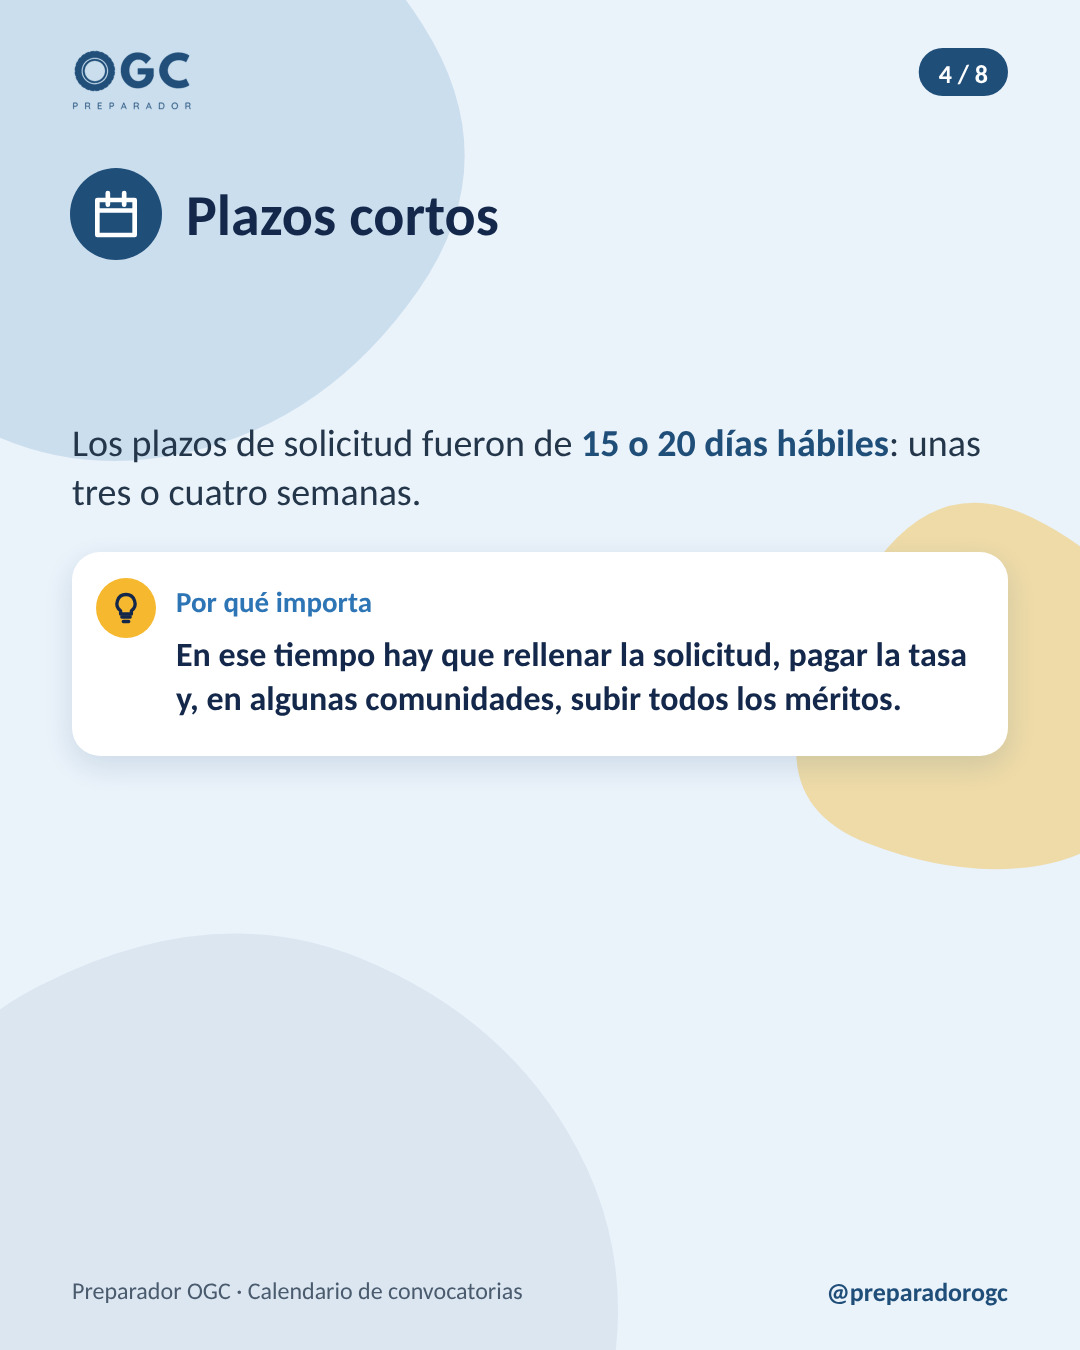 OGC
PREPARADOR
4 / 8
Plazos cortos
Los plazos de solicitud fueron de 15 o 20 días hábiles: unas
tres o cuatro semanas.
Por qué importa
En ese tiempo hay que rellenar la solicitud, pagar la tasa
y, en algunas comunidades, subir todos los méritos.
Preparador OGC · Calendario de convocatorias
@preparadorogc